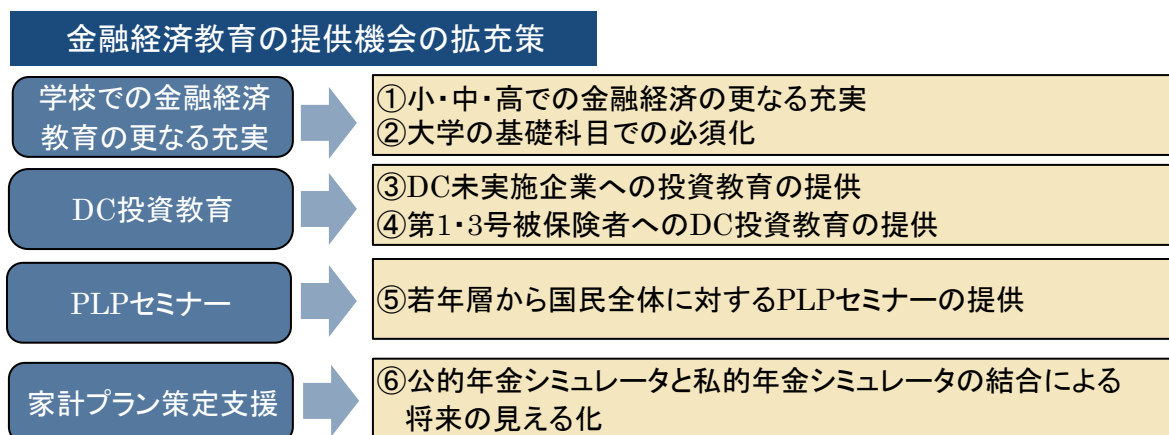 金融経済教育の提供機会の拡充策
学校での金融経済
教育の更なる充実
①小・中・高での金融経済の更なる充実
②大学の基礎科目での必須化
DC投資教育
③DC未実施企業への投資教育の提供
④第1・3号被保険者へのDC投資教育の提供
PLPセミナー
⑤若年層から国民全体に対するPLPセミナーの提供
家計プラン策定支援
⑥公的年金シミュレータと私的年金シミュレータの結合による
将来の見える化